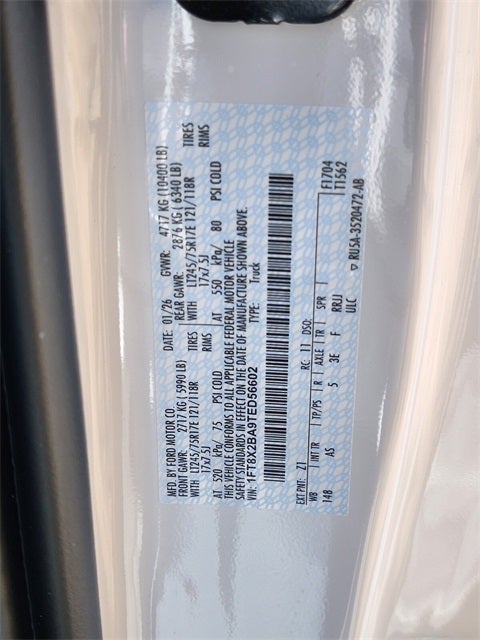 MFD. BY FORD MOTOR CO. DATE: 01/26 GVWR: 4717 KG (10400 LB)
FRONT GAWR: 2717 KG (5990 LB) REAR GAWR: 2876 KG (6340 LB)
WITH LT245/75R17E 121/118R TIRES WITH LT245/75R17E 121/118R TIRES
17x7.5J RIMS 17x7.5J RIMS
AT 520 kPa/ 75 PSI COLD AT 550 kPa/ 80 PSI COLD
THIS VEHICLE CONFORMS TO ALL APPLICABLE FEDERAL MOTOR VEHICLE
SAFETY STANDARDS IN EFFECT ON THE DATE OF MANUFACTURE SHOWN ABOVE.
VIN: 1FT8X2BA9TED56602 TYPE: Truck
F1704
T1562
EXT PNT: Z1 RC: 11 DSO:
WB INT TR TP/PS R AXLE TR SPR
148 AS 5 3E F RRJJ
ULC
RU5A-3520472-AB